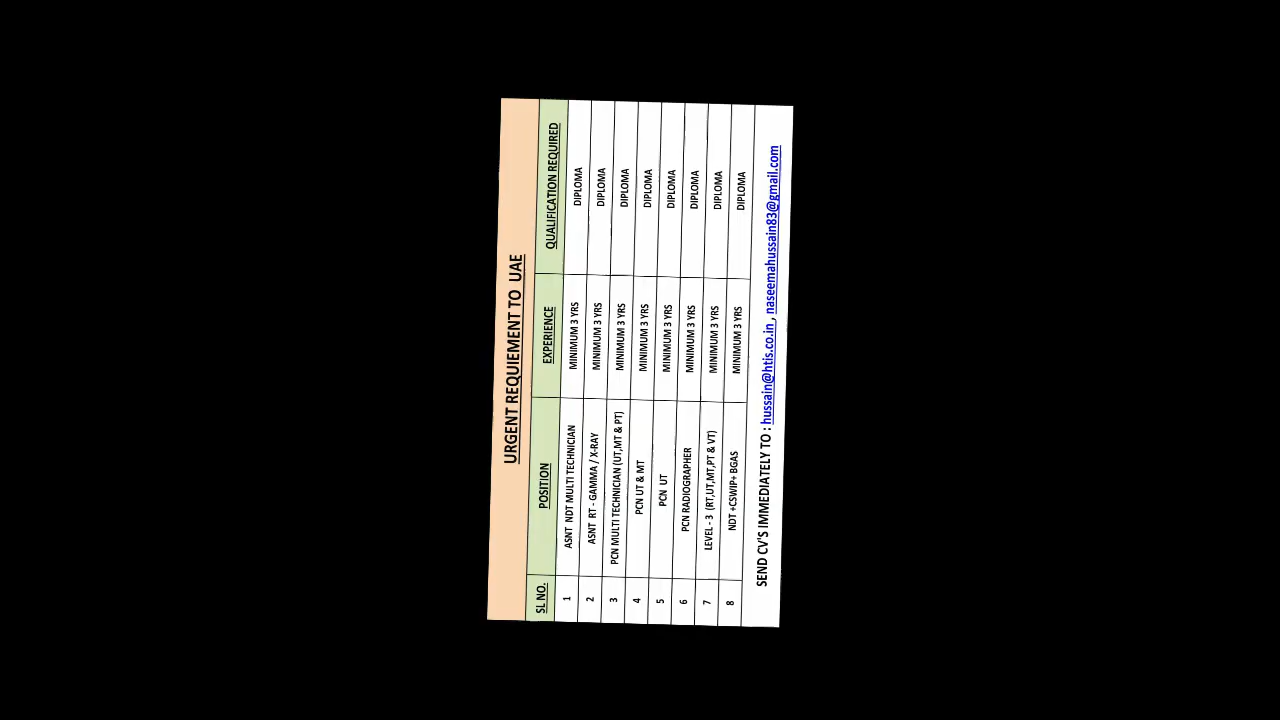 URGENT REQUIEMENT TO UAE
SL NO. POSITION EXPERIENCE QUALIFICATION REQUIRED
1 ASNT NDT MULTI TECHNICIAN MINIMUM 3 YRS DIPLOMA
2 ASNT RT - GAMMA / X-RAY MINIMUM 3 YRS DIPLOMA
3 PCN MULTI TECHNICIAN (UT,MT & PT) MINIMUM 3 YRS DIPLOMA
4 PCN UT & MT MINIMUM 3 YRS DIPLOMA
5 PCN UT MINIMUM 3 YRS DIPLOMA
6 PCN RADIOGRAPHER MINIMUM 3 YRS DIPLOMA
7 LEVEL - 3 (RT,UT,MT,PT & VT) MINIMUM 3 YRS DIPLOMA
8 NDT +CSWIP+ BGAS MINIMUM 3 YRS DIPLOMA
SEND CV'S IMMEDIATELY TO : hussain@htis.co.in , naseemahussain83@gmail.com